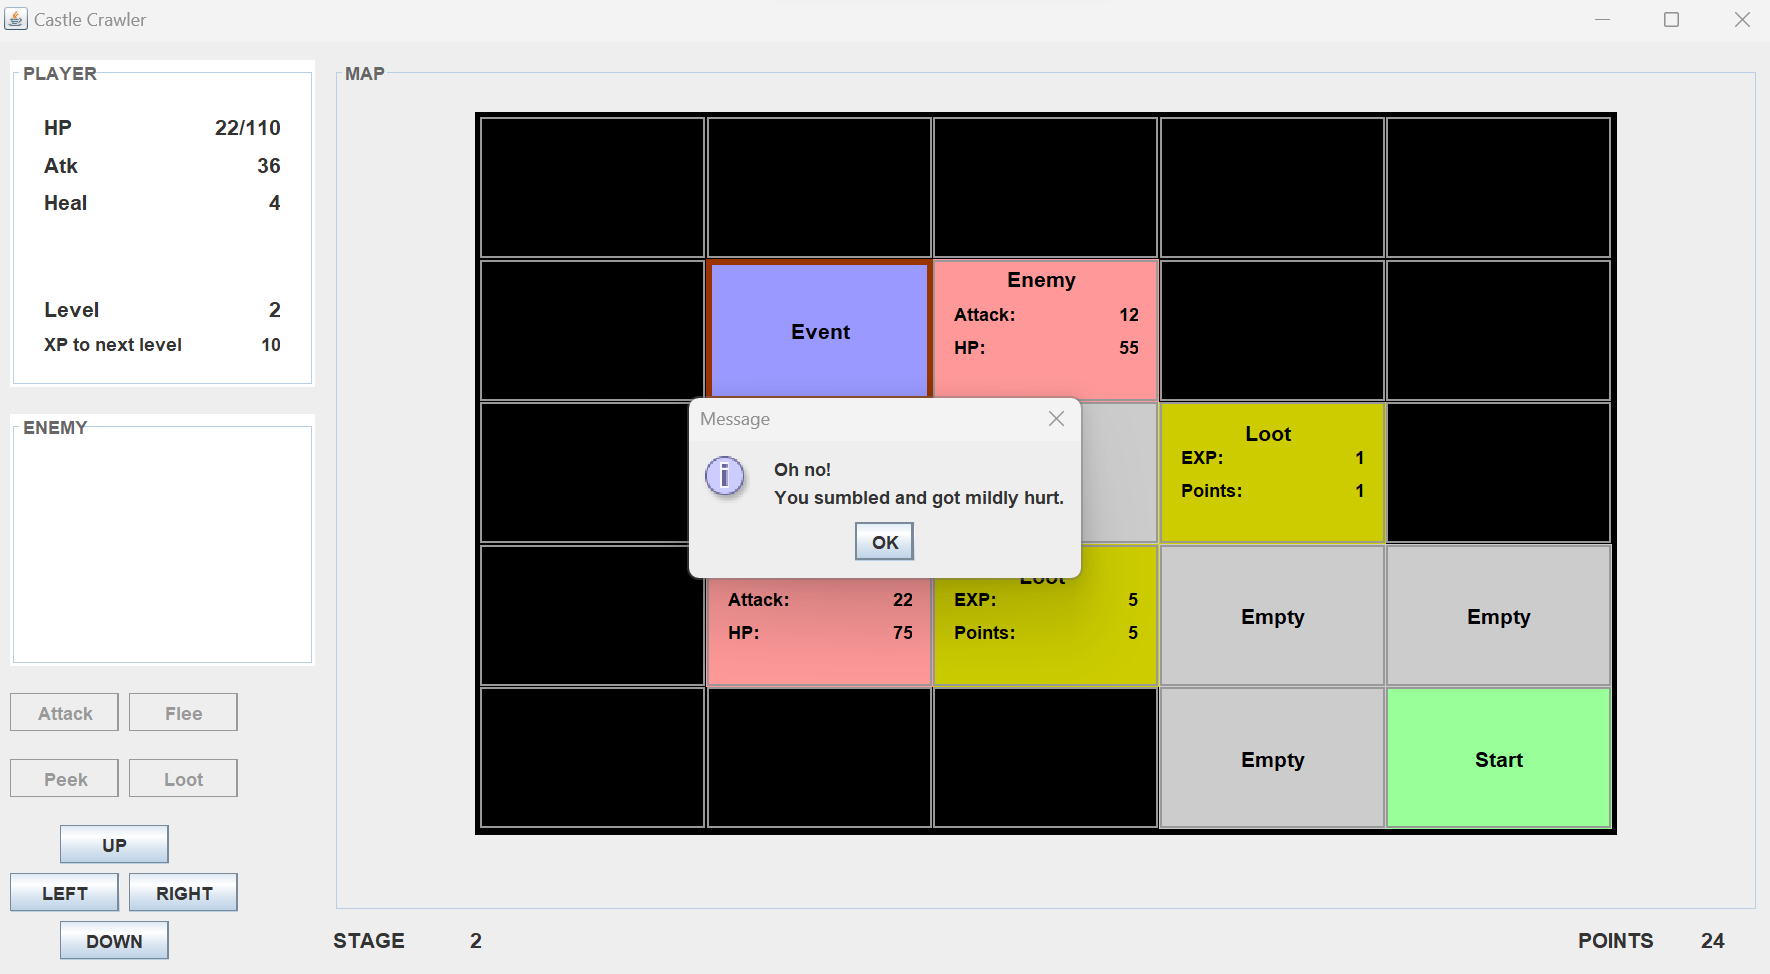 Castle Crawler
PLAYER
HP 22/110
Atk 36
Heal 4
Level 2
XP to next level 10
ENEMY
Attack Flee
Peek Loot
UP
LEFT RIGHT
DOWN
MAP
Event
Enemy
Attack: 12
HP: 55
Message
Oh no!
You sumbled and got mildly hurt.
OK
Loot
EXP: 1
Points: 1
Attack: 22
HP: 75
Loot
EXP: 5
Points: 5
Empty
Empty
Empty
Start
STAGE 2
POINTS 24